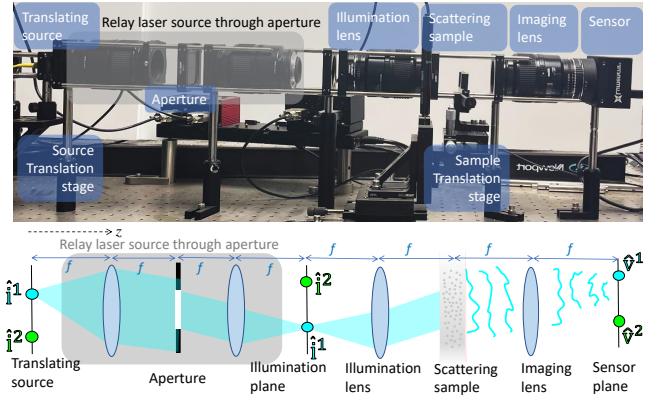 Translating
source
Relay laser source through aperture
Illumination
lens
Scattering
sample
Imaging
lens
Sensor
Aperture
Source
Translation
stage
Sample
Translation
stage
Newport
z
Relay laser source through aperture
f f f f f f f f
î¹
î²
î²
î¹
v̂¹
v̂²
Translating
source
Aperture
Illumination
plane
Illumination
lens
Scattering
sample
Imaging
lens
Sensor
plane